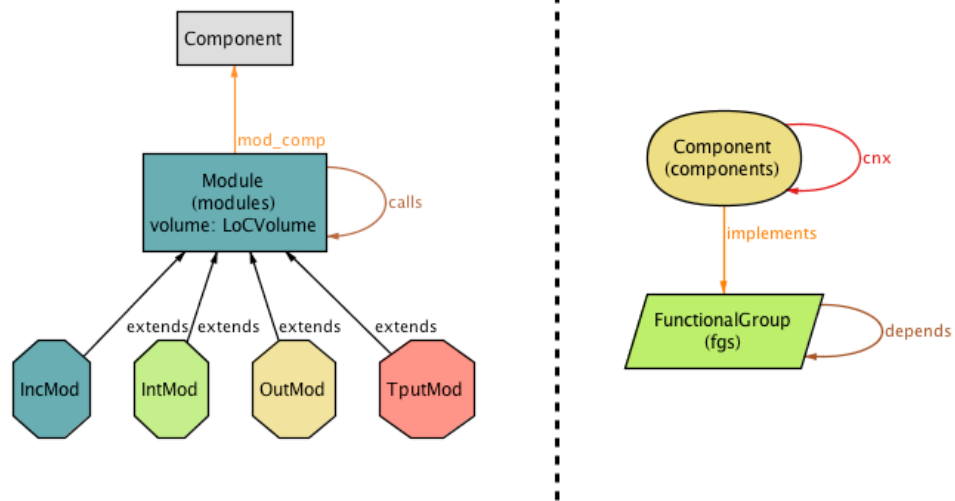 Component
mod_comp
Module
(modules)
volume: LoCVolume
calls
extends
extends
extends
extends
IncMod
IntMod
OutMod
TputMod
Component
(components)
cnx
implements
FunctionalGroup
(fgs)
depends